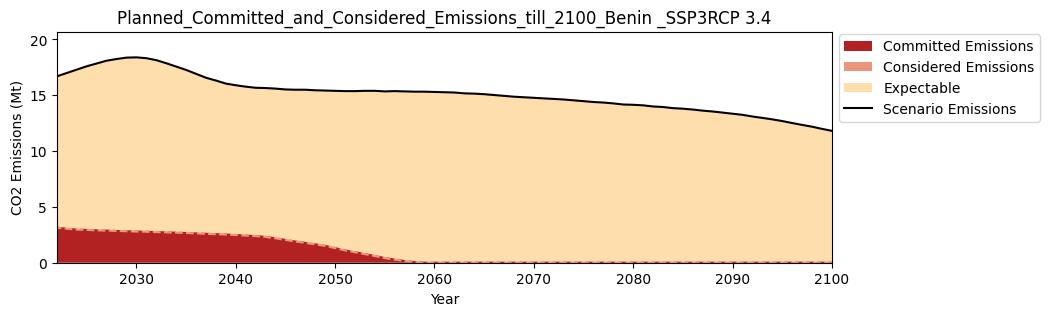 Planned_Committed_and_Considered_Emissions_till_2100_Benin _SSP3RCP 3.4
20
15
10
5
0
CO2 Emissions (Mt)
2030 2040 2050 2060 2070 2080 2090 2100
Year
Committed Emissions
Considered Emissions
Expectable
Scenario Emissions